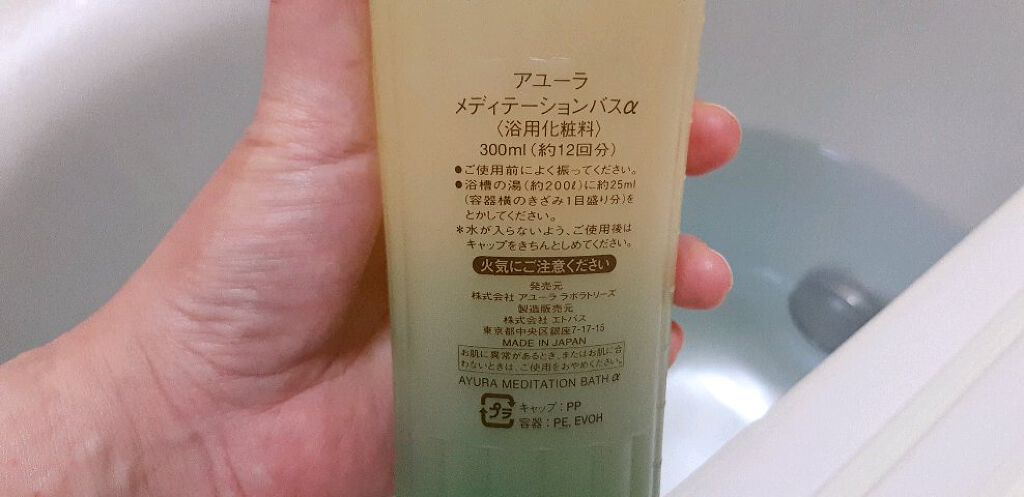 アユーラ
メディテーションバスα
〈浴用化粧料〉
300ml（約12回分）
●ご使用前によく振ってください。
●浴槽の湯（約200ℓ）に約25ml
（容器横のきざみ1目盛り分）を
とかしてください。
＊水が入らないよう、ご使用後は
キャップをきちんとしめてください。
火気にご注意ください
発売元
株式会社 アユーラ ラボラトリーズ
製造販売元
株式会社 エトバス
東京都中央区銀座7-17-15
MADE IN JAPAN
お肌に異常があるとき、またはお肌に合
わないときは、ご使用をおやめください。
AYURA MEDITATION BATH α
プラ キャップ：PP
容器：PE, EVOH